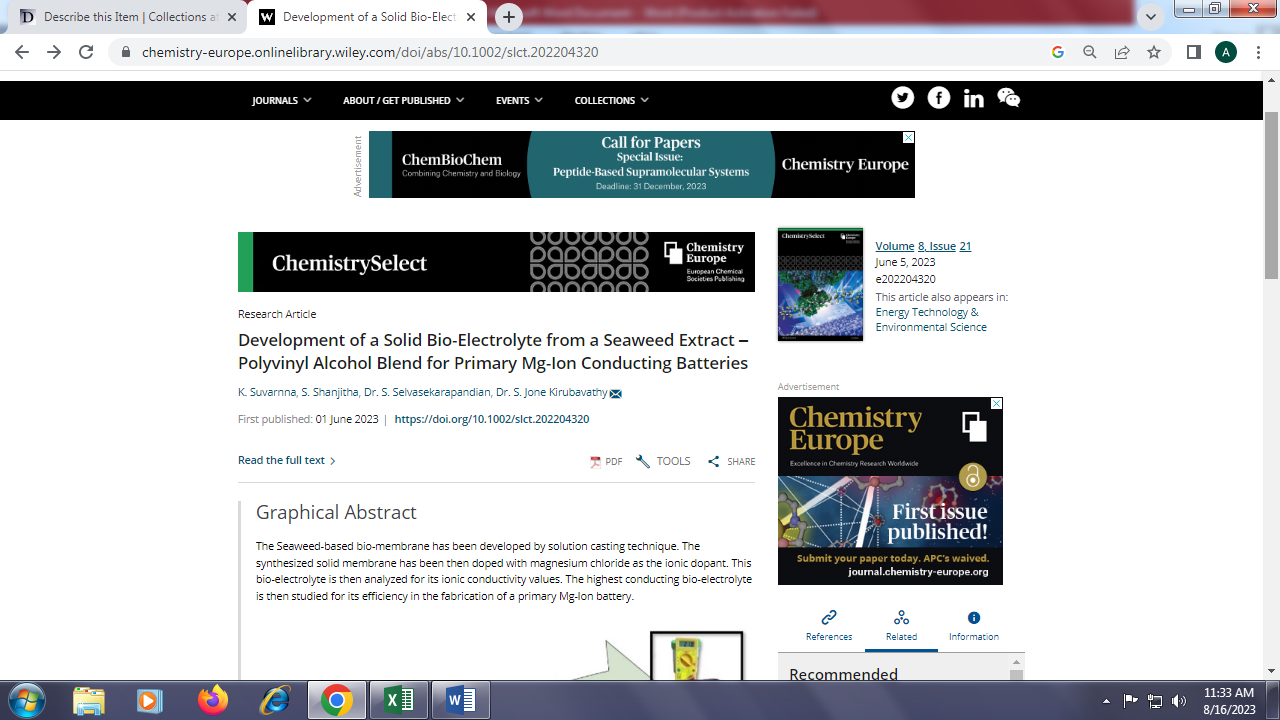 Describe this Item | Collections at
Development of a Solid Bio-Elect
chemistry-europe.onlinelibrary.wiley.com/doi/abs/10.1002/slct.202204320
A
JOURNALS
ABOUT / GET PUBLISHED
EVENTS
COLLECTIONS
Advertisement
ChemBioChem
Combining Chemistry and Biology
Call for Papers
Special Issue:
Peptide-Based Supramolecular Systems
Deadline: 31 December, 2023
Chemistry Europe
ChemistrySelect
Chemistry
Europe
European Chemical
Societies Publishing
ChemistrySelect
Volume 8, Issue 21
June 5, 2023
e202204320
This article also appears in:
Energy Technology &
Environmental Science
Research Article
Development of a Solid Bio-Electrolyte from a Seaweed Extract –
Polyvinyl Alcohol Blend for Primary Mg-Ion Conducting Batteries
K. Suvarnna, S. Shanjitha, Dr. S. Selvasekarapandian, Dr. S. Jone Kirubavathy
First published: 01 June 2023 | https://doi.org/10.1002/slct.202204320
Read the full text
PDF
TOOLS
SHARE
Graphical Abstract
The Seaweed-based bio-membrane has been developed by solution casting technique. The
synthesized solid membrane has been then doped with magnesium chloride as the ionic dopant. This
bio-electrolyte is then analyzed for its ionic conductivity values. The highest conducting bio-electrolyte
is then studied for its efficiency in the fabrication of a primary Mg-Ion battery.
Advertisement
Chemistry
Europe
Excellence in Chemistry Research Worldwide
First issue
published!
Submit your paper today. APC's waived.
journal.chemistry-europe.org
References
Related
Information
Recommended
11:33 AM
8/16/2023